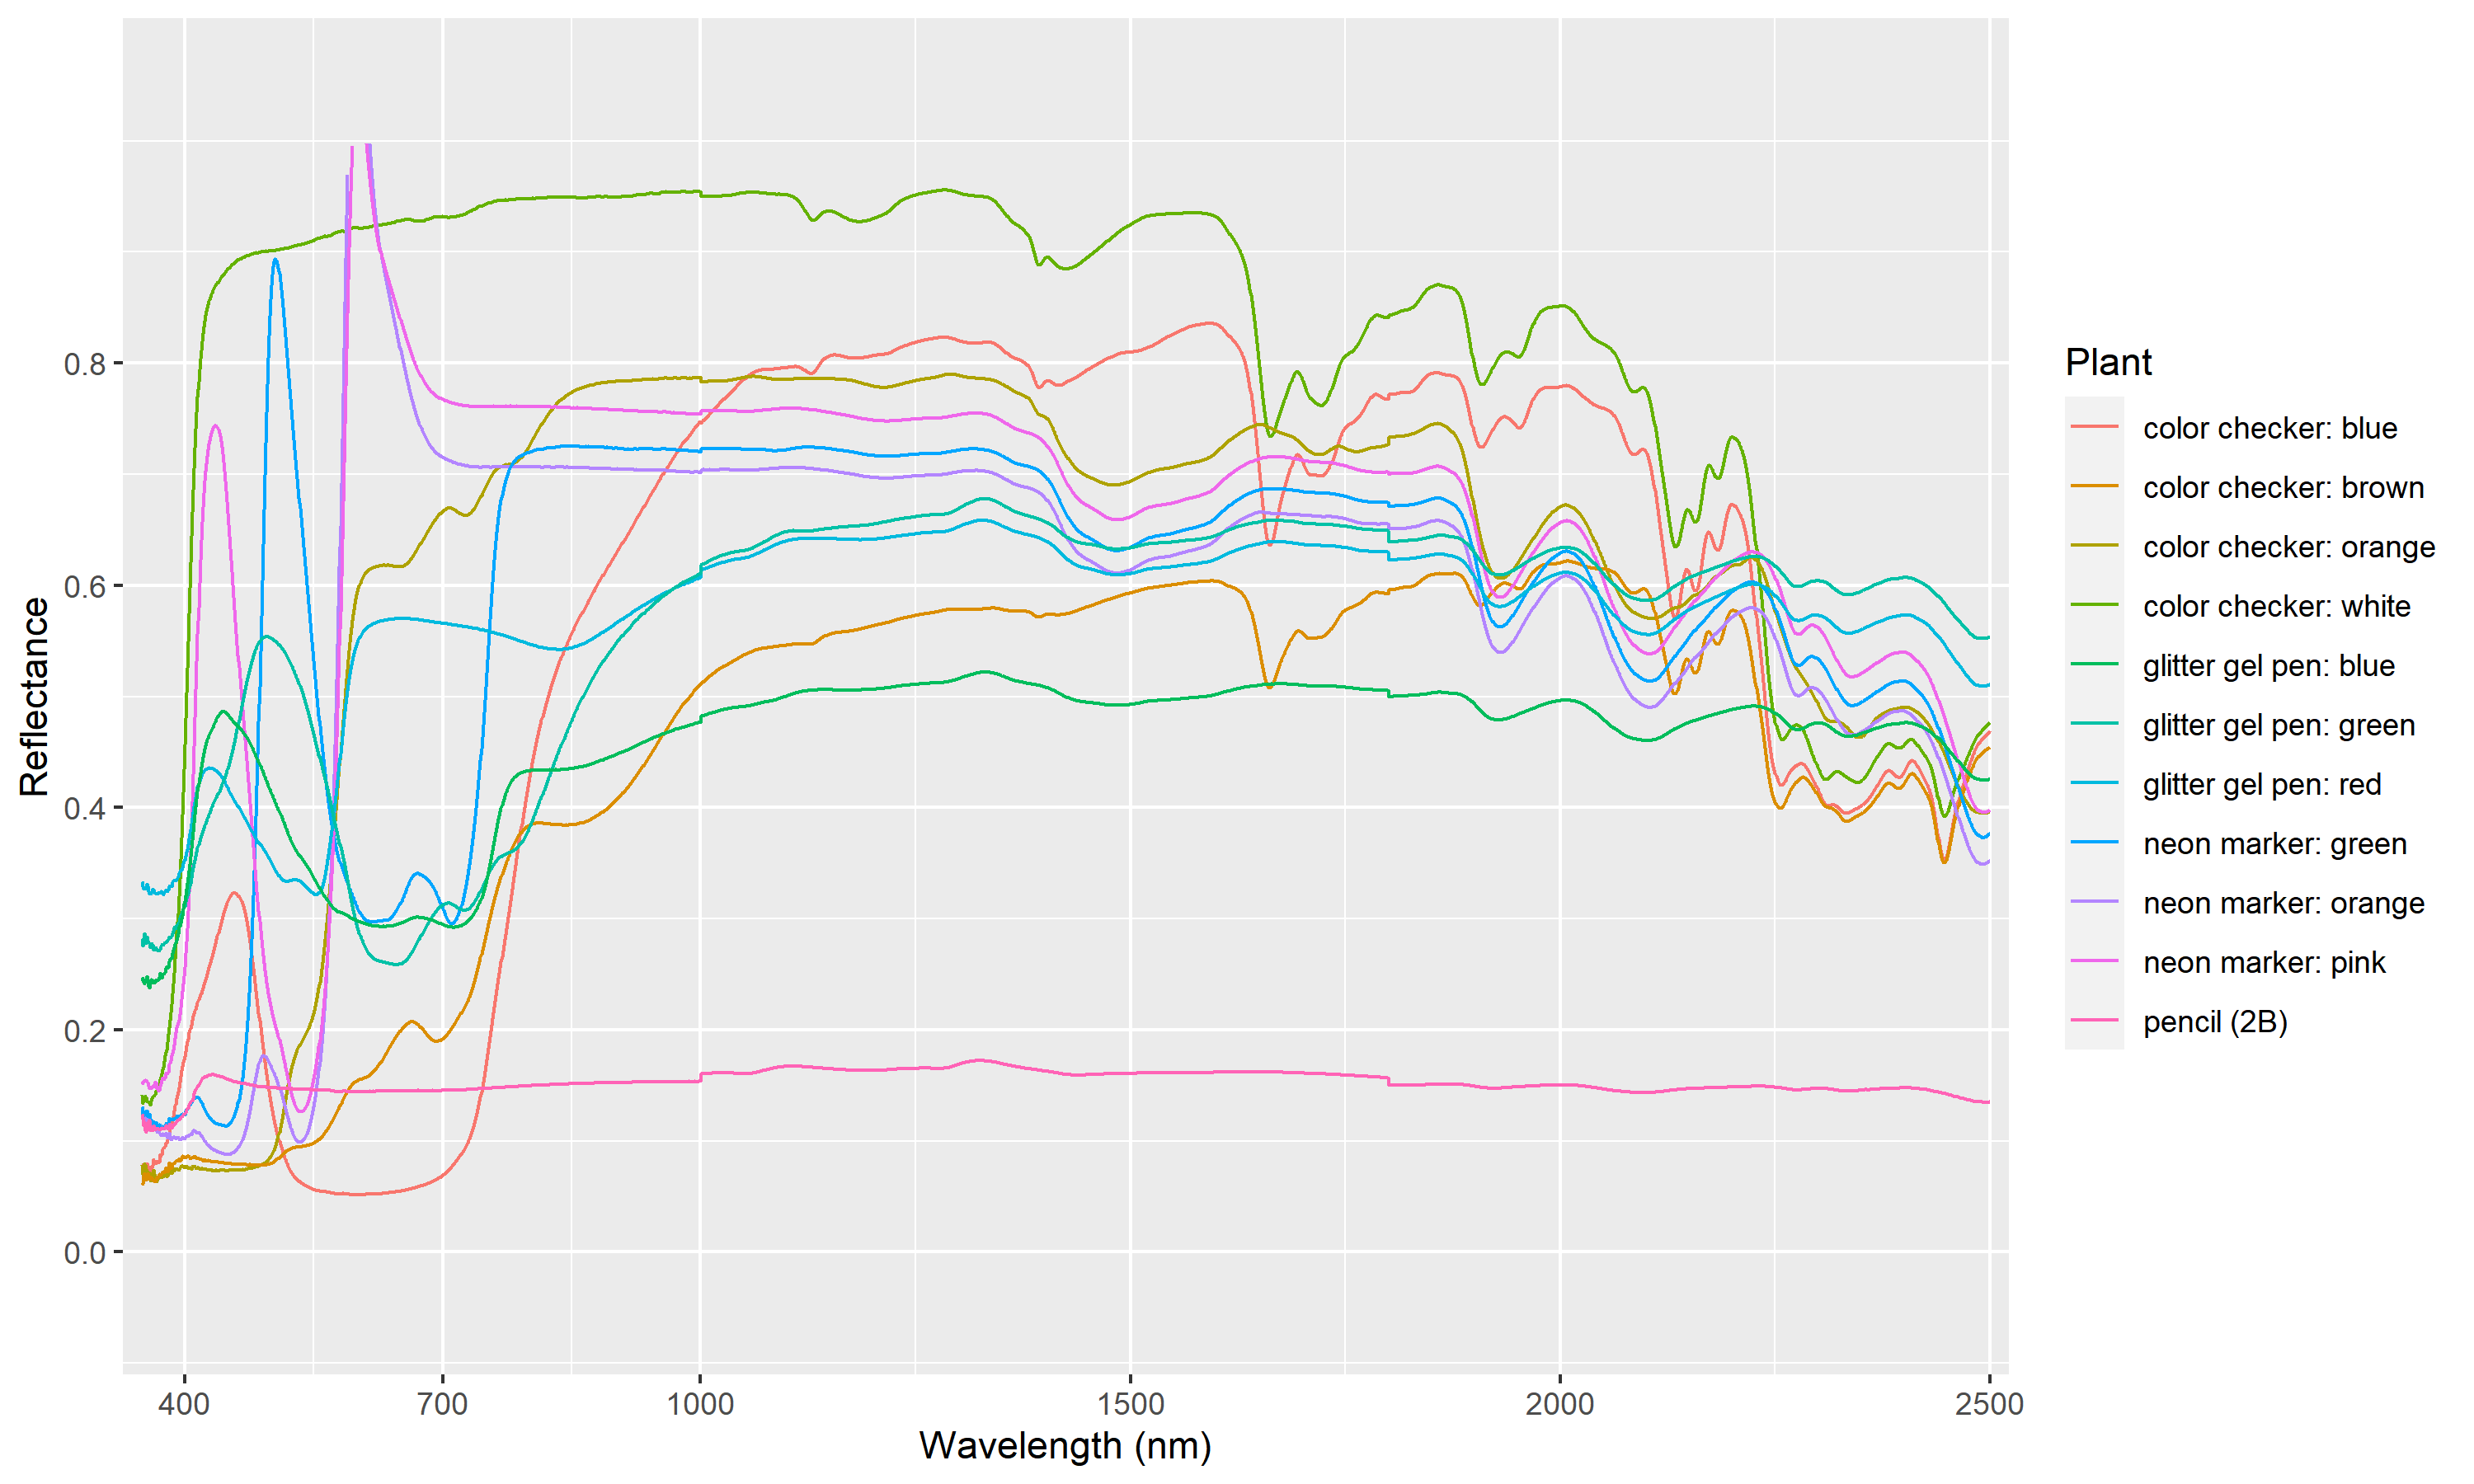 Reflectance
0.8
0.6
0.4
0.2
0.0
400 700 1000 1500 2000 2500
Wavelength (nm)
Plant
color checker: blue
color checker: brown
color checker: orange
color checker: white
glitter gel pen: blue
glitter gel pen: green
glitter gel pen: red
neon marker: green
neon marker: orange
neon marker: pink
pencil (2B)